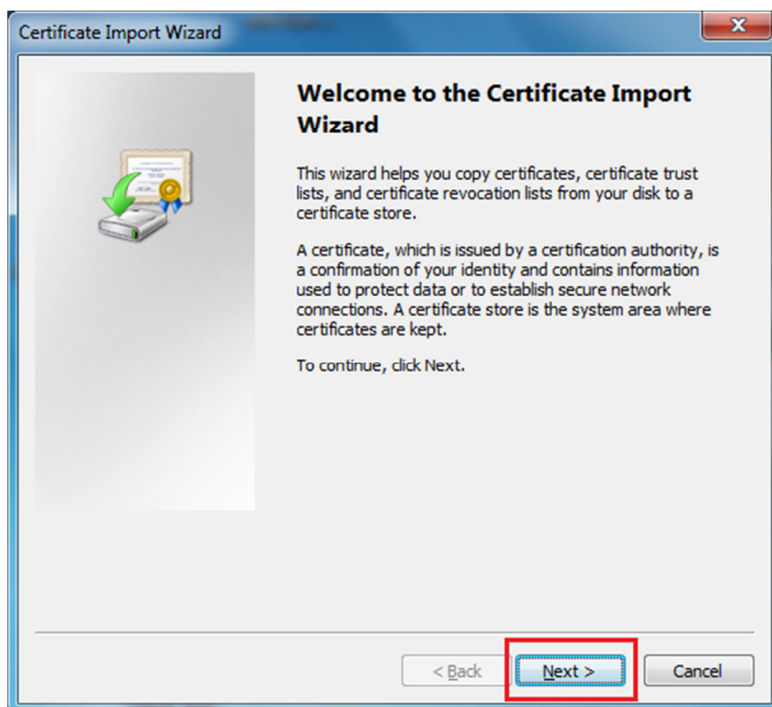 Certificate Import Wizard
Welcome to the Certificate Import
Wizard
This wizard helps you copy certificates, certificate trust
lists, and certificate revocation lists from your disk to a
certificate store.
A certificate, which is issued by a certification authority, is
a confirmation of your identity and contains information
used to protect data or to establish secure network
connections. A certificate store is the system area where
certificates are kept.
To continue, click Next.
< Back
Next >
Cancel